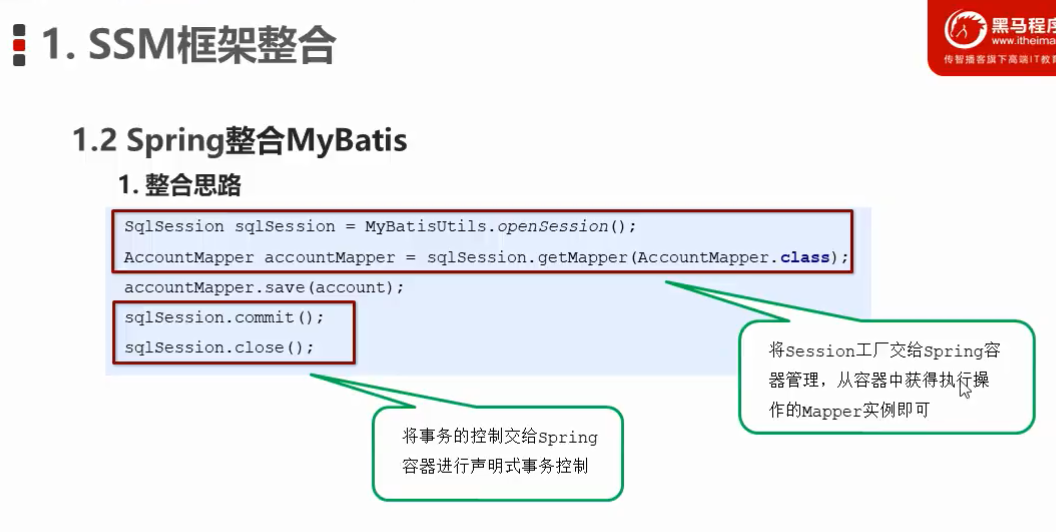 1. SSM框架整合
黑马程序
www.itheima
传智播客旗下高端IT教育
1.2 Spring整合MyBatis
1. 整合思路
SqlSession sqlSession = MyBatisUtils.openSession();
AccountMapper accountMapper = sqlSession.getMapper(AccountMapper.class);
accountMapper.save(account);
sqlSession.commit();
sqlSession.close();
将Session工厂交给Spring容
器管理，从容器中获得执行操
作的Mapper实例即可
将事务的控制交给Spring
容器进行声明式事务控制